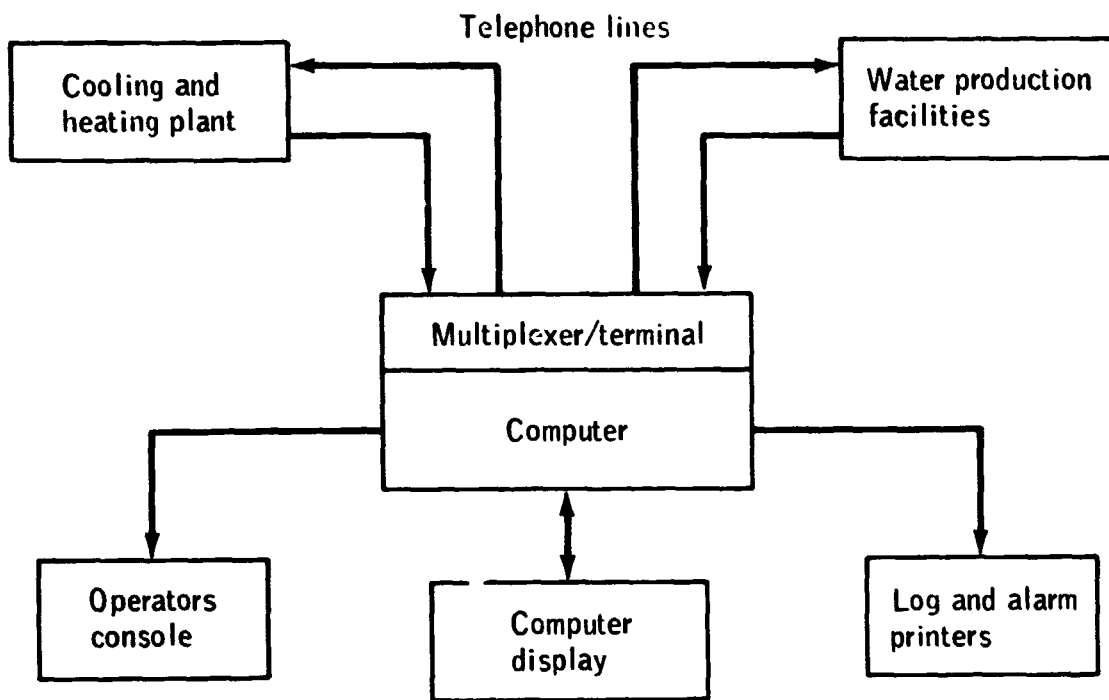 Telephone lines
Cooling and
heating plant
Water production
facilities
Multiplexer/terminal
Computer
Operators
console
Computer
display
Log and alarm
printers